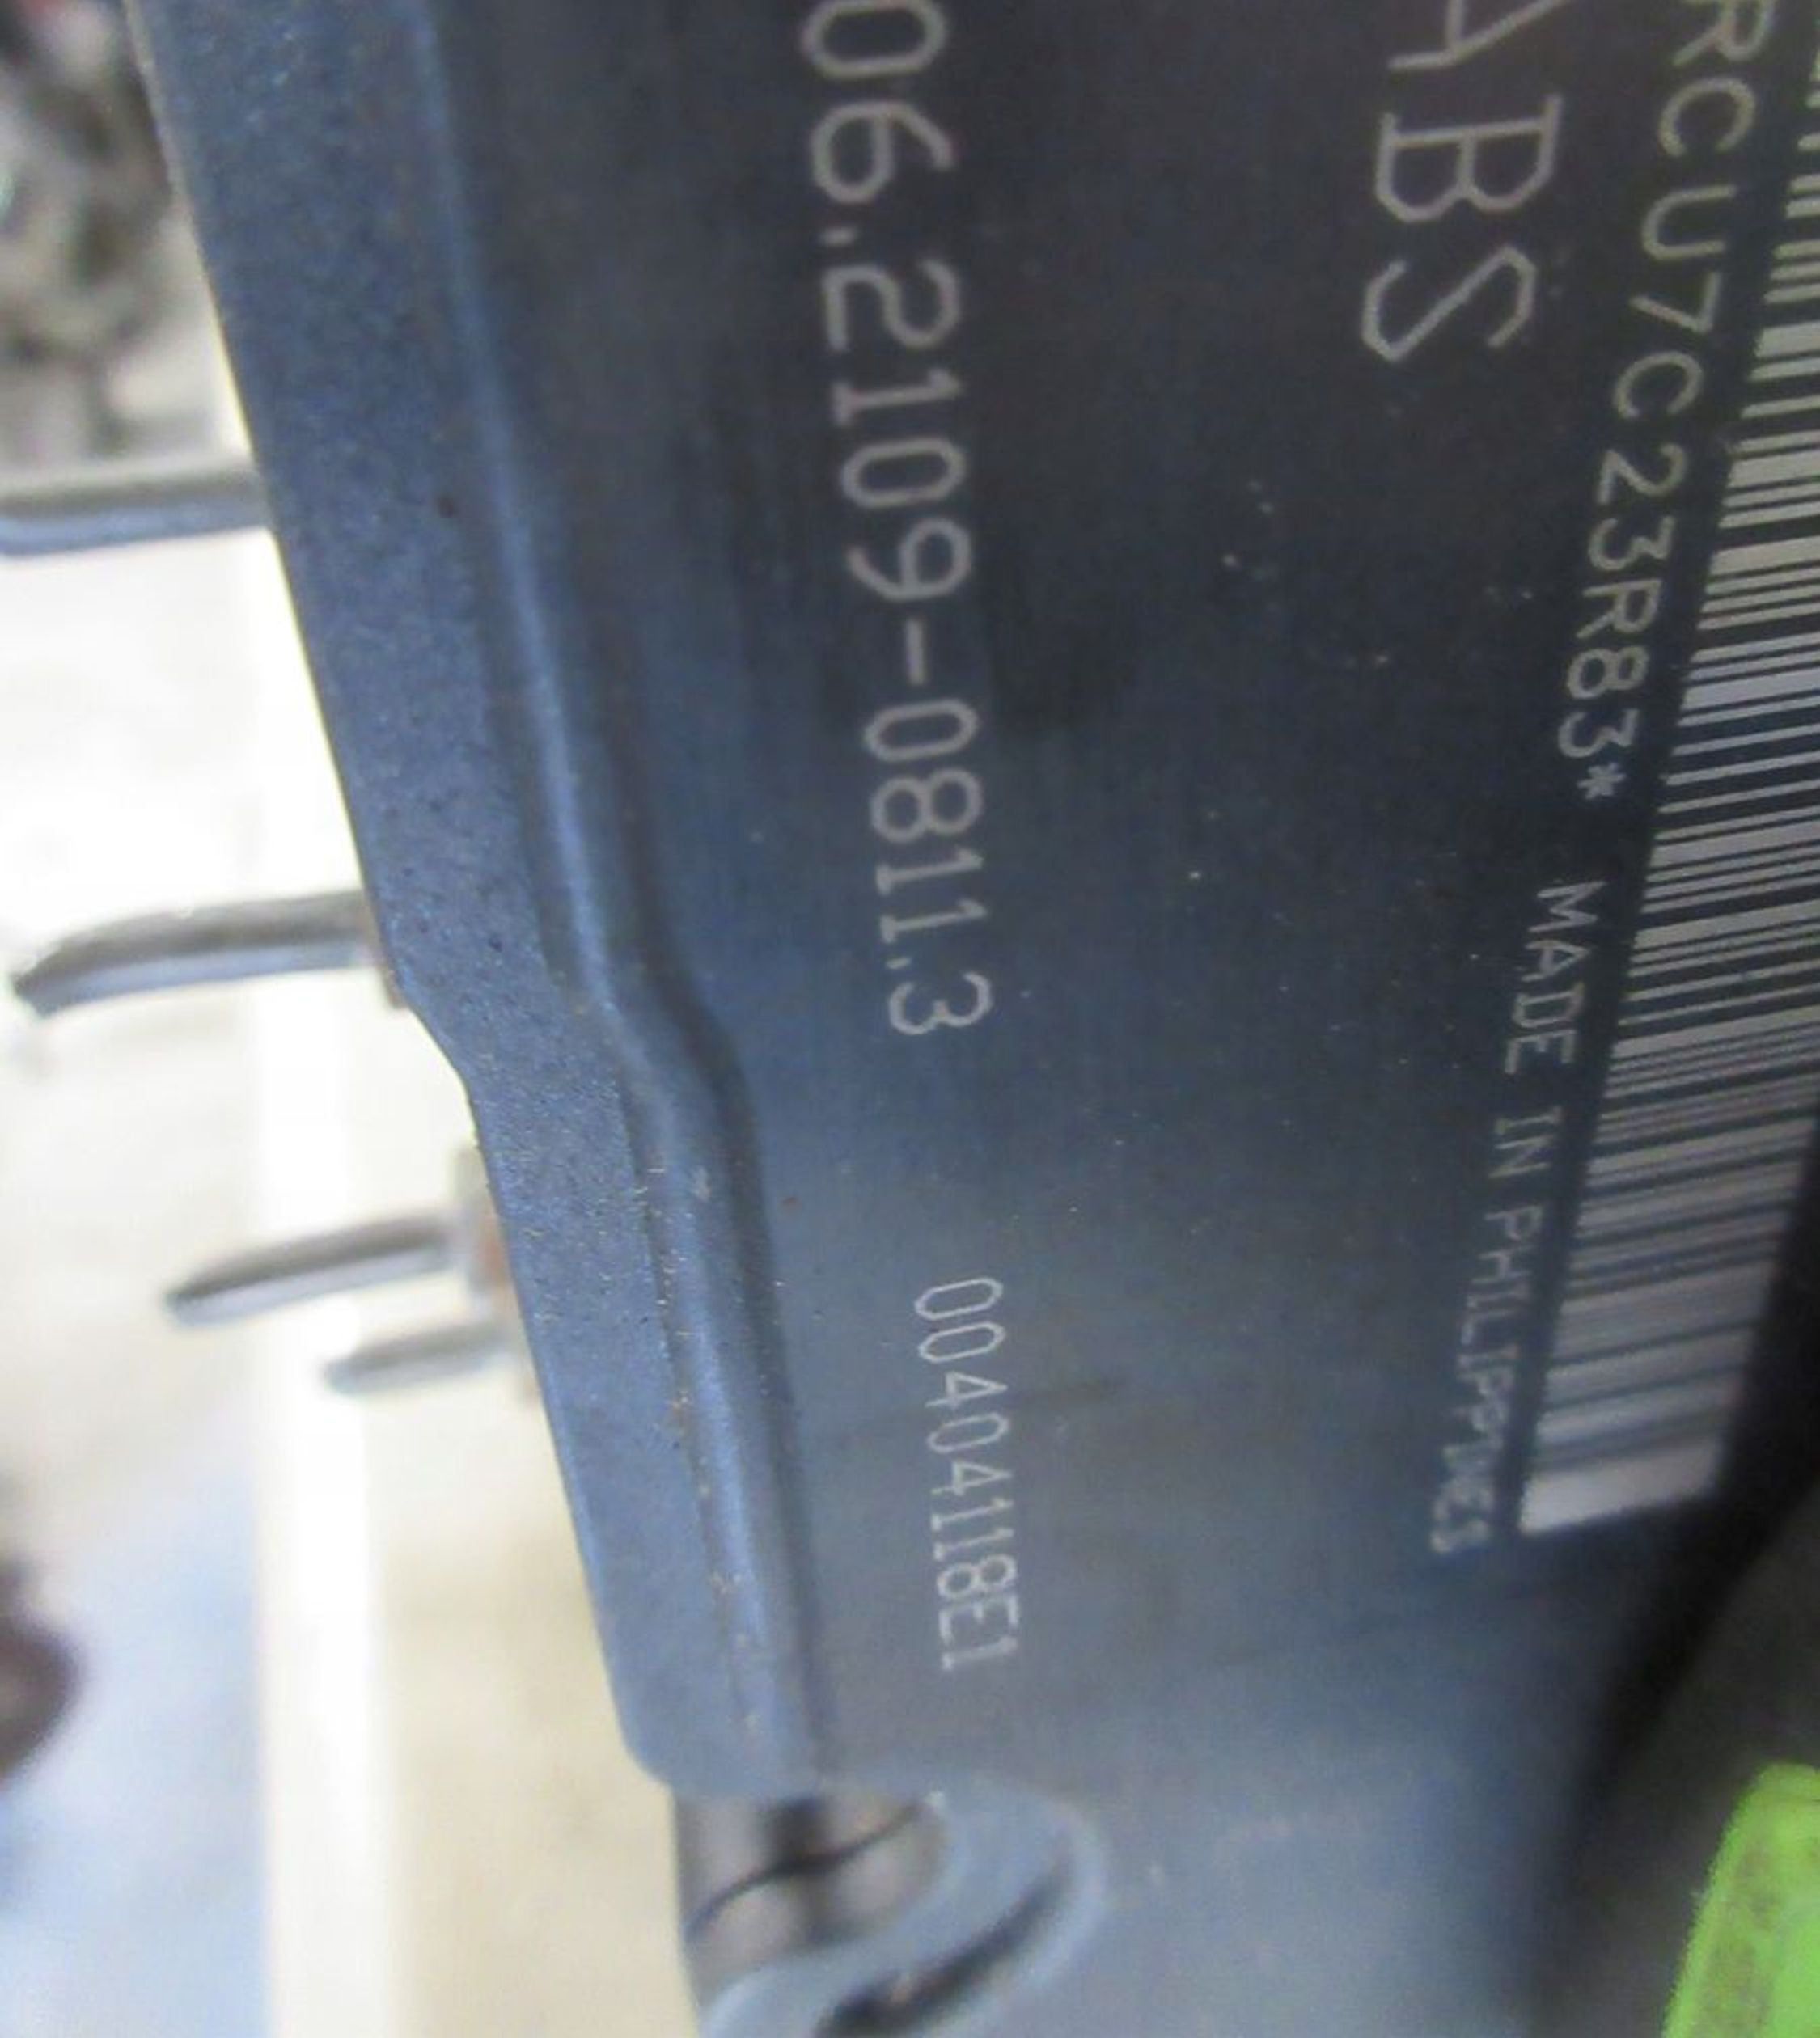 RCU7C23R83* MADE IN PHILIPPINES
ABS
06.2109-0811.3 00404118E1